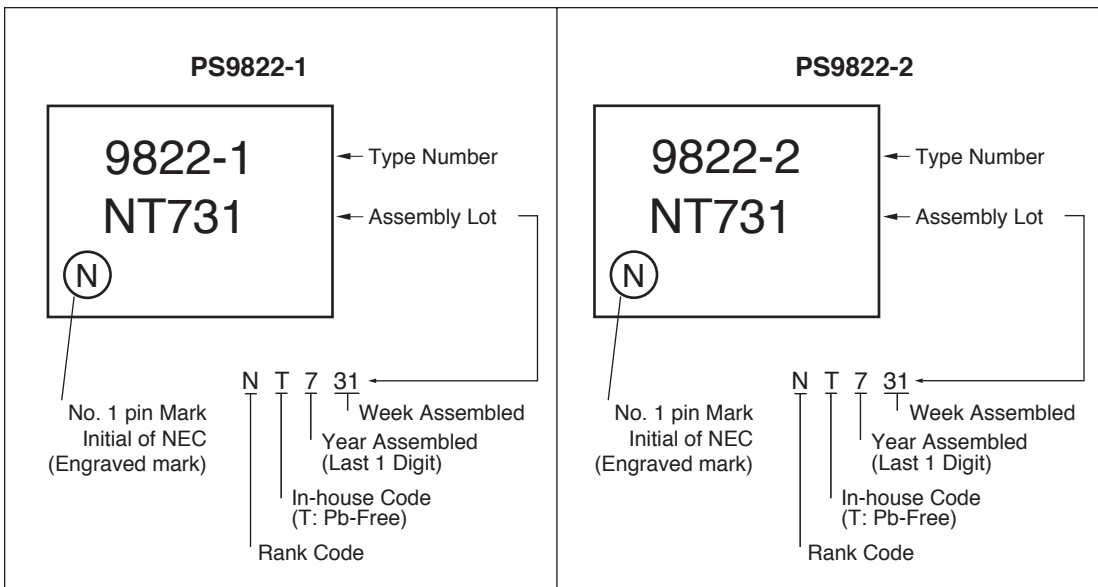 PS9822-1
9822-1
Type Number
NT731
Assembly Lot
N
N T 7 31
No. 1 pin Mark
Initial of NEC
(Engraved mark)
Week Assembled
Year Assembled
(Last 1 Digit)
In-house Code
(T: Pb-Free)
Rank Code
PS9822-2
9822-2
Type Number
NT731
Assembly Lot
N
N T 7 31
No. 1 pin Mark
Initial of NEC
(Engraved mark)
Week Assembled
Year Assembled
(Last 1 Digit)
In-house Code
(T: Pb-Free)
Rank Code